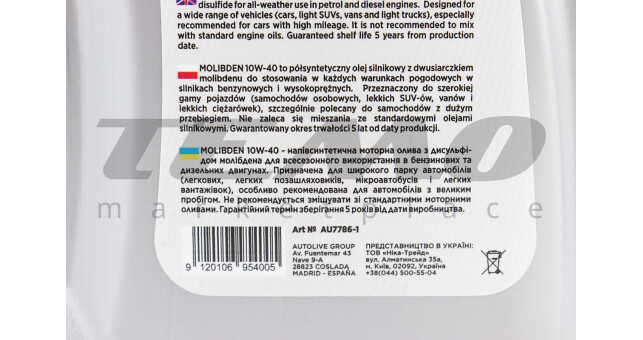 disulfide for all-weather use in petrol and diesel engines. Designed for
a wide range of vehicles (cars, light SUVs, vans and light trucks), especially
recommended for cars with high mileage. It is not recommended to mix
with standard engine oils. Guaranteed shelf life 5 years from production
date.
MOLIBDEN 10W-40 to półsyntetyczny olej silnikowy z dwusiarczkiem
molibdenu do stosowania w każdych warunkach pogodowych w
silnikach benzynowych i wysokoprężnych. Przeznaczony do szerokiej
gamy pojazdów (samochodów osobowych, lekkich SUV-ów, vanów i
lekkich ciężarówek), szczególnie polecany do samochodów z dużym
przebiegiem. Nie zaleca się mieszania ze standardowymi olejami
silnikowymi. Gwarantowany okres trwałości 5 lat od daty produkcji.
MOLIBDEN 10W-40 - напівсинтетична моторна олива з дисульфі-
дом молібдена для всесезонного використання в бензинових та
дизельних двигунах. Призначена для широкого парку автомобілів
(легкових, легких позашляховиків, мікроавтобусів і легких
вантажівок), особливо рекомендована для автомобілів з великим
пробігом. Не рекомендується змішувати зі стандартними моторними
оливами. Гарантійний термін зберігання 5 років від дати виробництва.
marketplace
Art № AU7786-1
AUTOLIVE GROUP
Av. Fuentemar 43
Nave 9-A
28823 COSLADA
MADRID - ESPAÑA
ПРЕДСТАВНИЦТВО В УКРАЇНІ:
ТОВ «Ніка-Трейд»
вул. Алматинська 35а,
м. Київ, 02092, Україна
+38(044) 500-55-04
9 120106 954005